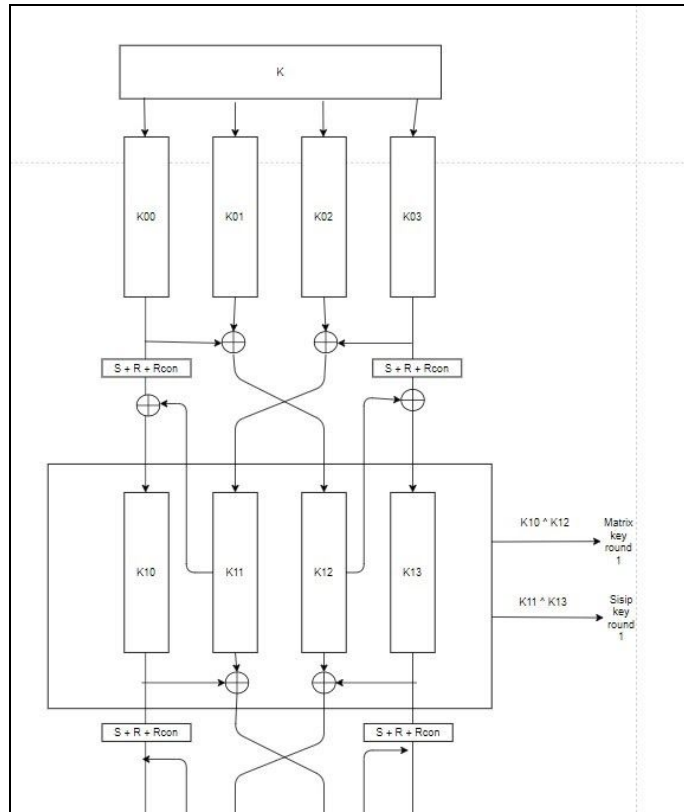 K
K00
K01
K02
K03
S + R + Rcon
S + R + Rcon
K10
K11
K12
K13
K10 ^ K12
Matrix
key
round
1
K11 ^ K13
Sisip
key
round
1
S + R + Rcon
S + R + Rcon